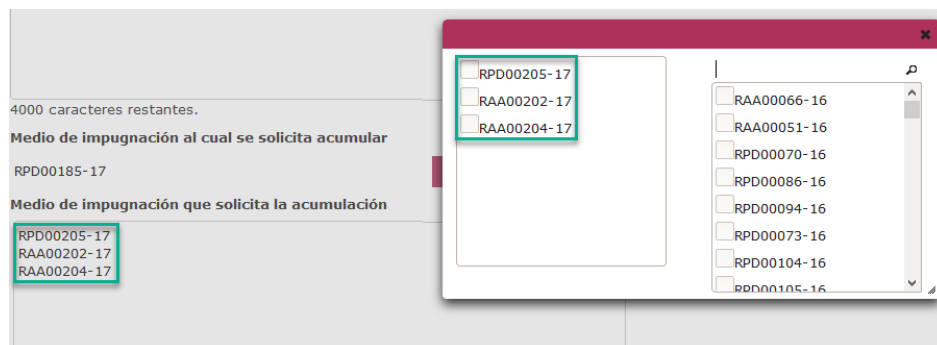 4000 caracteres restantes.
Medio de impugnación al cual se solicita acumular
RPD00185-17
Medio de impugnación que solicita la acumulación
RPD00205-17
RAA00202-17
RAA00204-17
RPD00205-17
RAA00202-17
RAA00204-17
RAA00066-16
RAA00051-16
RPD00070-16
RPD00086-16
RPD00094-16
RPD00073-16
RPD00104-16
RPD00105-16